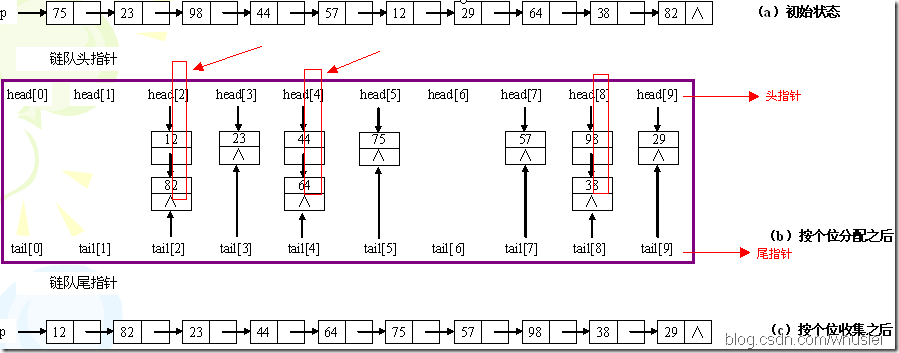 p 75 23 98 44 57 12 29 64 38 82 ∧ (a) 初始状态
链队头指针
head[0] head[1] head[2] head[3] head[4] head[5] head[6] head[7] head[8] head[9] 头指针
12 23 44 75 57 98 29
∧ ∧ ∧ ∧
82 64 38
∧ ∧ ∧
(b) 按个位分配之后
tail[0] tail[1] tail[2] tail[3] tail[4] tail[5] tail[6] tail[7] tail[8] tail[9] 尾指针
链队尾指针
p 12 82 23 44 64 75 57 98 38 29 ∧ (c) 按个位收集之后
blog.csdn.com/whuslei